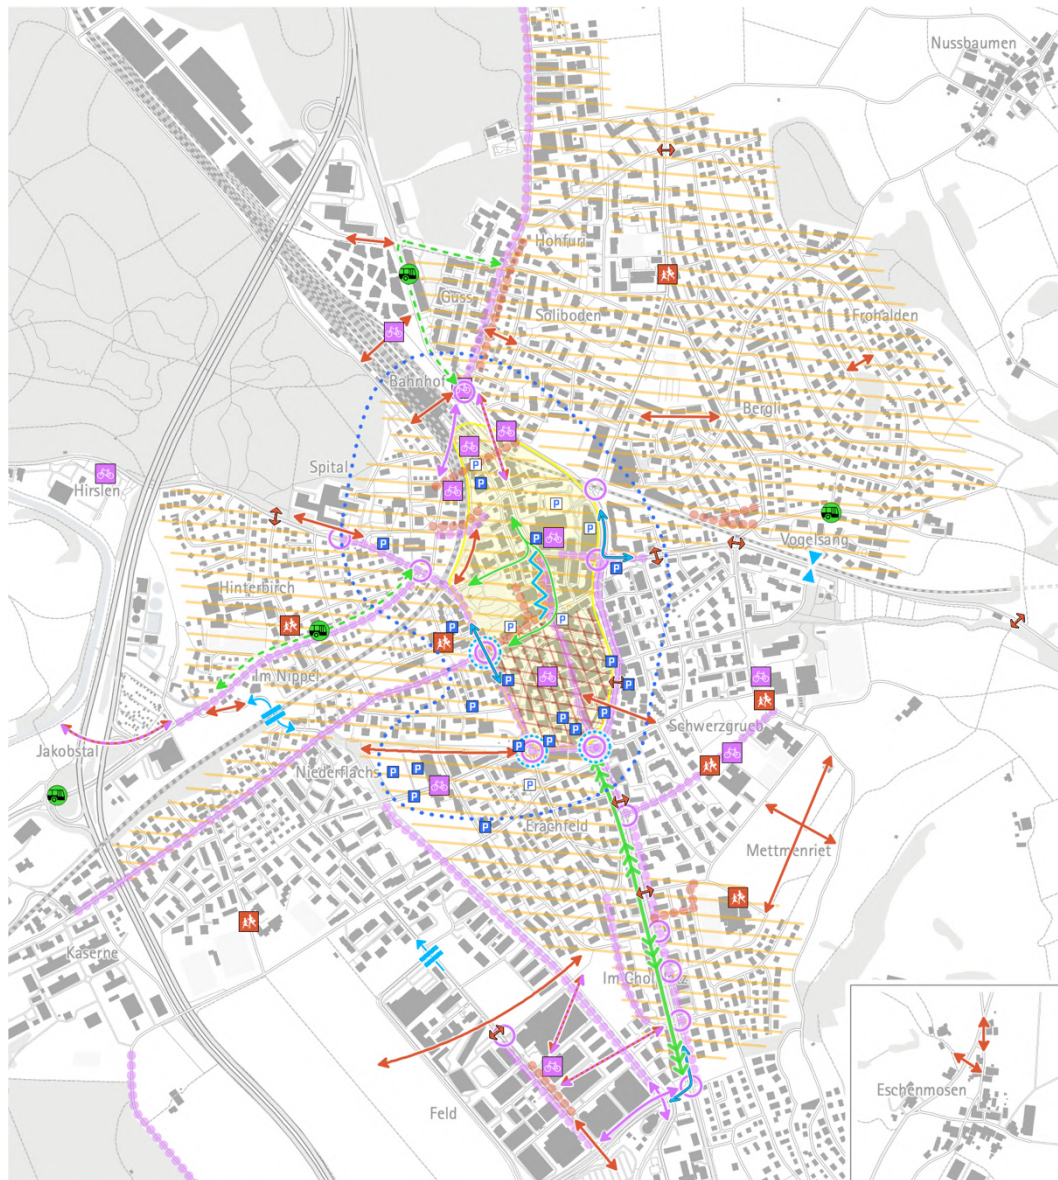 Nussbaumen
Hohfuri
Guss
Soliboden
Frohalden
Bahnhof
Bergli
Spital
Hirslen
P
P
P
P
P
Vogelsang
P
P
Hinterbirch
P
P
P
Im Nippel
P
P
P
P
P
P
Schwerzgrueb
P
Jakobstal
P
P
Niederflachs
P
P
P
P
Erachfeld
P
Mettmenriet
Kaserne
Im Cholplatz
Eschenmosen
Feld